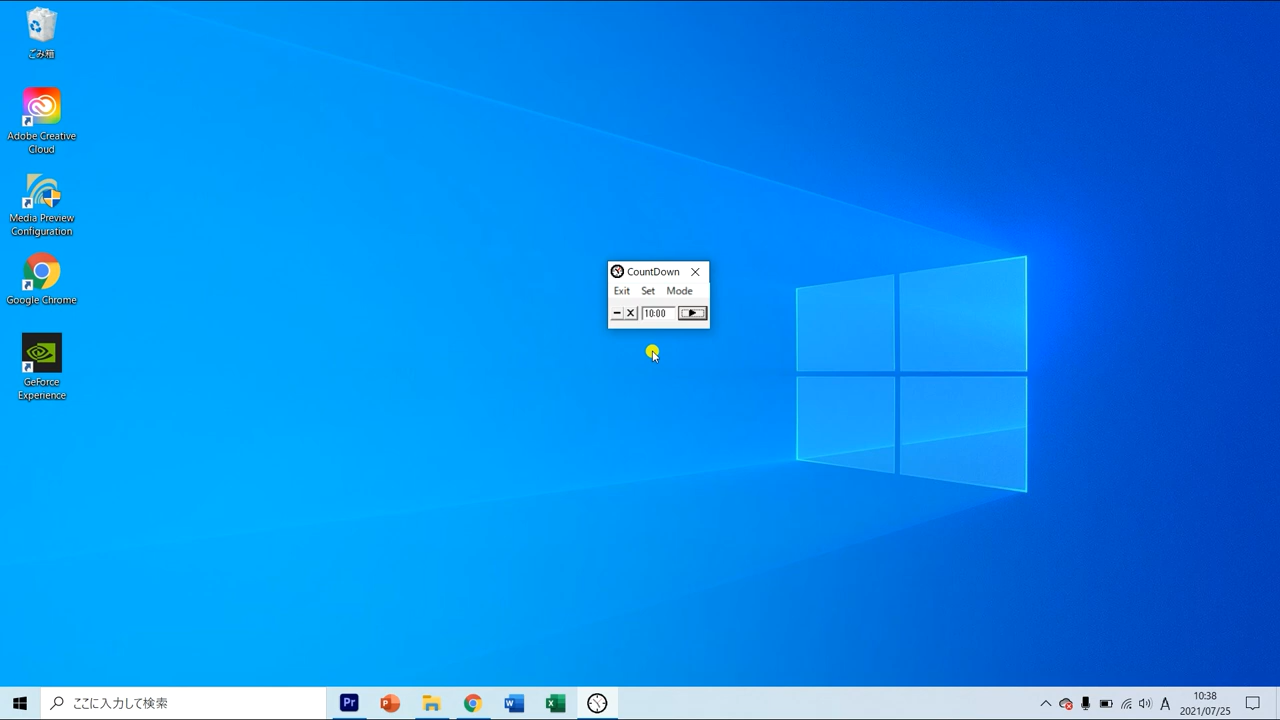 ごみ箱
Adobe Creative
Cloud
Media Preview
Configuration
Google Chrome
GeForce
Experience
CountDown
Exit Set Mode
10:00
ここに入力して検索
Pr
A
10:38
2021/07/25